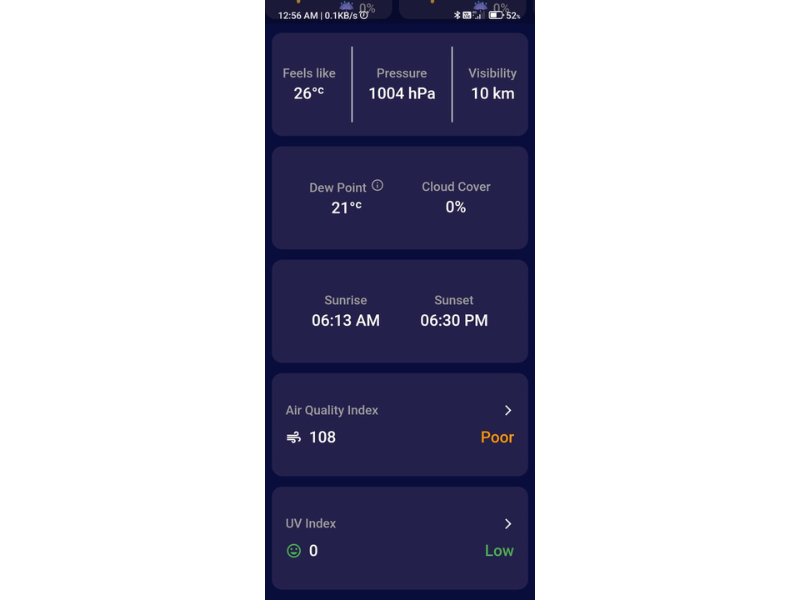 0% 0%
12:56 AM | 0.1KB/s 52%
Feels like Pressure Visibility
26°C 1004 hPa 10 km
Dew Point Cloud Cover
21°C 0%
Sunrise Sunset
06:13 AM 06:30 PM
Air Quality Index
108 Poor
UV Index
0 Low